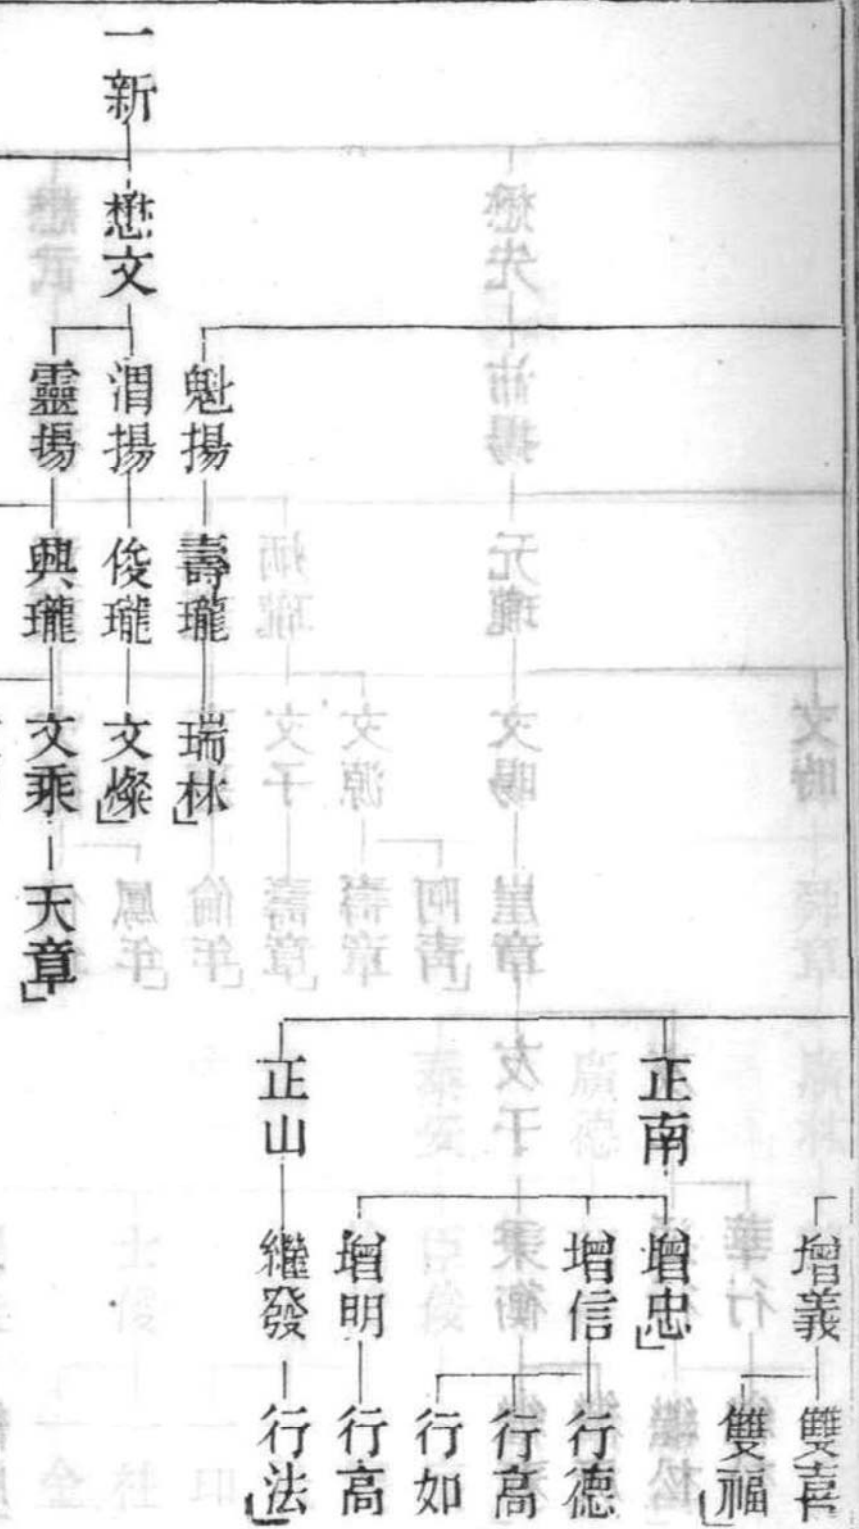 增義 雙喜
雙福
正南 增忠
增信 行德
行高
行如
增明 行高
正山 繼發 行法
魁揚 壽瓏 瑞林
一新 懋文 渭揚 俊瓏 文燦
靈揚 興瓏 文乘 天章